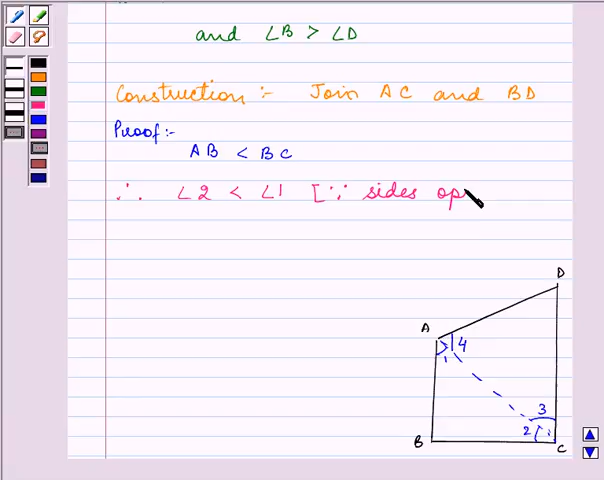 and ∠B > ∠D
Construction :- Join AC and BD
Proof :-
AB < BC
∴ ∠2 < ∠1 [∵ sides op
D
A
4
1
3
2
B
C